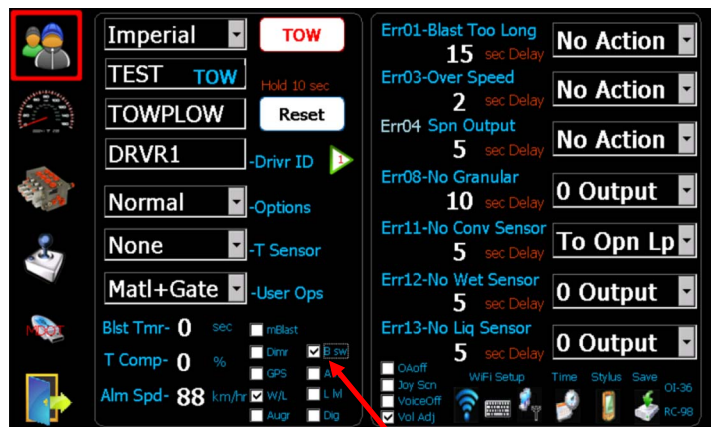 Imperial
TOW
TEST TOW
Hold 10 sec
TOWPLOW
Reset
DRVR1
-Drivr ID
1
Normal
-Options
None
-T Sensor
Matl+Gate
-User Ops
Blst Tmr- 0 sec
mBlast
T Comp- 0 %
Dimr
B sw
GPS
Alm Spd- 88 km/hr
W/L
L M
Augr
Dig
MDOT
Err01-Blast Too Long
15 sec Delay
No Action
Err03-Over Speed
2 sec Delay
No Action
Err04 Spn Output
5 sec Delay
No Action
Err08-No Granular
10 sec Delay
0 Output
Err11-No Conv Sensor
5 sec Delay
To Opn Lp
Err12-No Wet Sensor
5 sec Delay
0 Output
Err13-No Liq Sensor
5 sec Delay
0 Output
OAoff
Joy Scn
VoiceOff
Vol Adj
WiFi Setup
Time
Stylus
Save
OI-36
RC-98